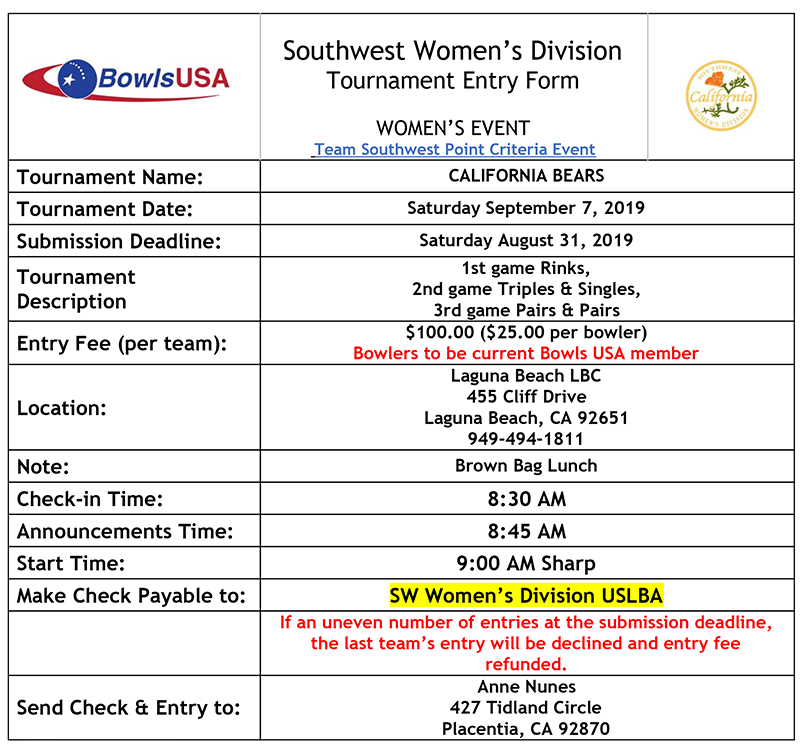 BowlsUSA
Southwest Women's Division
Tournament Entry Form
WOMEN'S EVENT
Team Southwest Point Criteria Event
SOUTHWEST
California
WOMEN'S DIVISION
Tournament Name:
CALIFORNIA BEARS
Tournament Date:
Saturday September 7, 2019
Submission Deadline:
Saturday August 31, 2019
Tournament
Description
1st game Rinks,
2nd game Triples & Singles,
3rd game Pairs & Pairs
Entry Fee (per team):
$100.00 ($25.00 per bowler)
Bowlers to be current Bowls USA member
Location:
Laguna Beach LBC
455 Cliff Drive
Laguna Beach, CA 92651
949-494-1811
Note:
Brown Bag Lunch
Check-in Time:
8:30 AM
Announcements Time:
8:45 AM
Start Time:
9:00 AM Sharp
Make Check Payable to:
SW Women's Division USLBA
If an uneven number of entries at the submission deadline,
the last team's entry will be declined and entry fee
refunded.
Send Check & Entry to:
Anne Nunes
427 Tidland Circle
Placentia, CA 92870